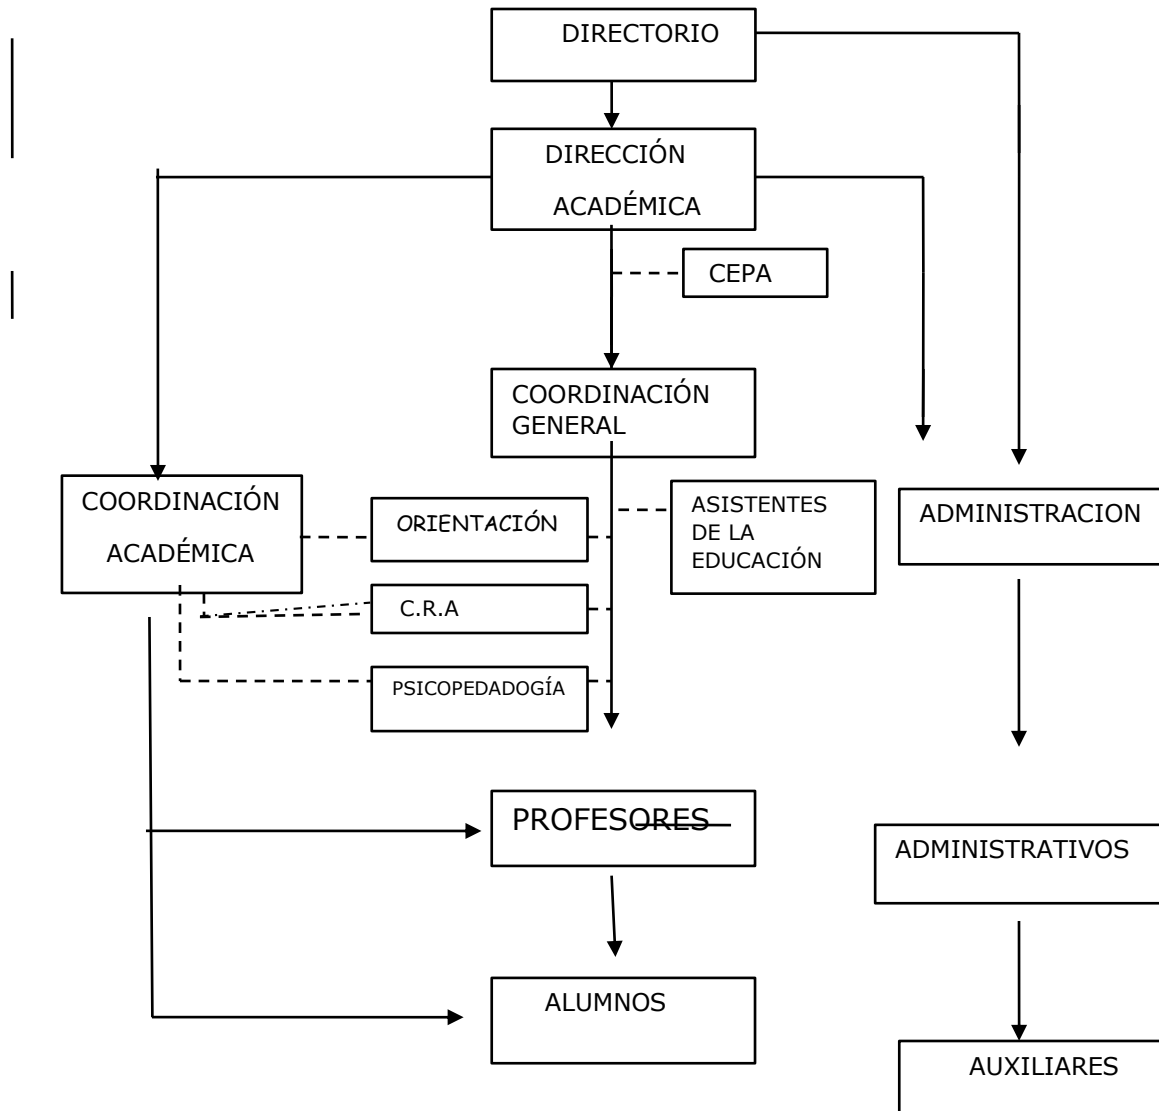 DIRECTORIO
DIRECCIÓN
ACADÉMICA
CEPA
COORDINACIÓN
GENERAL
COORDINACIÓN
ACADÉMICA
ORIENTACIÓN
ASISTENTES
DE LA
EDUCACIÓN
ADMINISTRACION
C.R.A
PSICOPEDADOGÍA
PROFESORES
ADMINISTRATIVOS
ALUMNOS
AUXILIARES